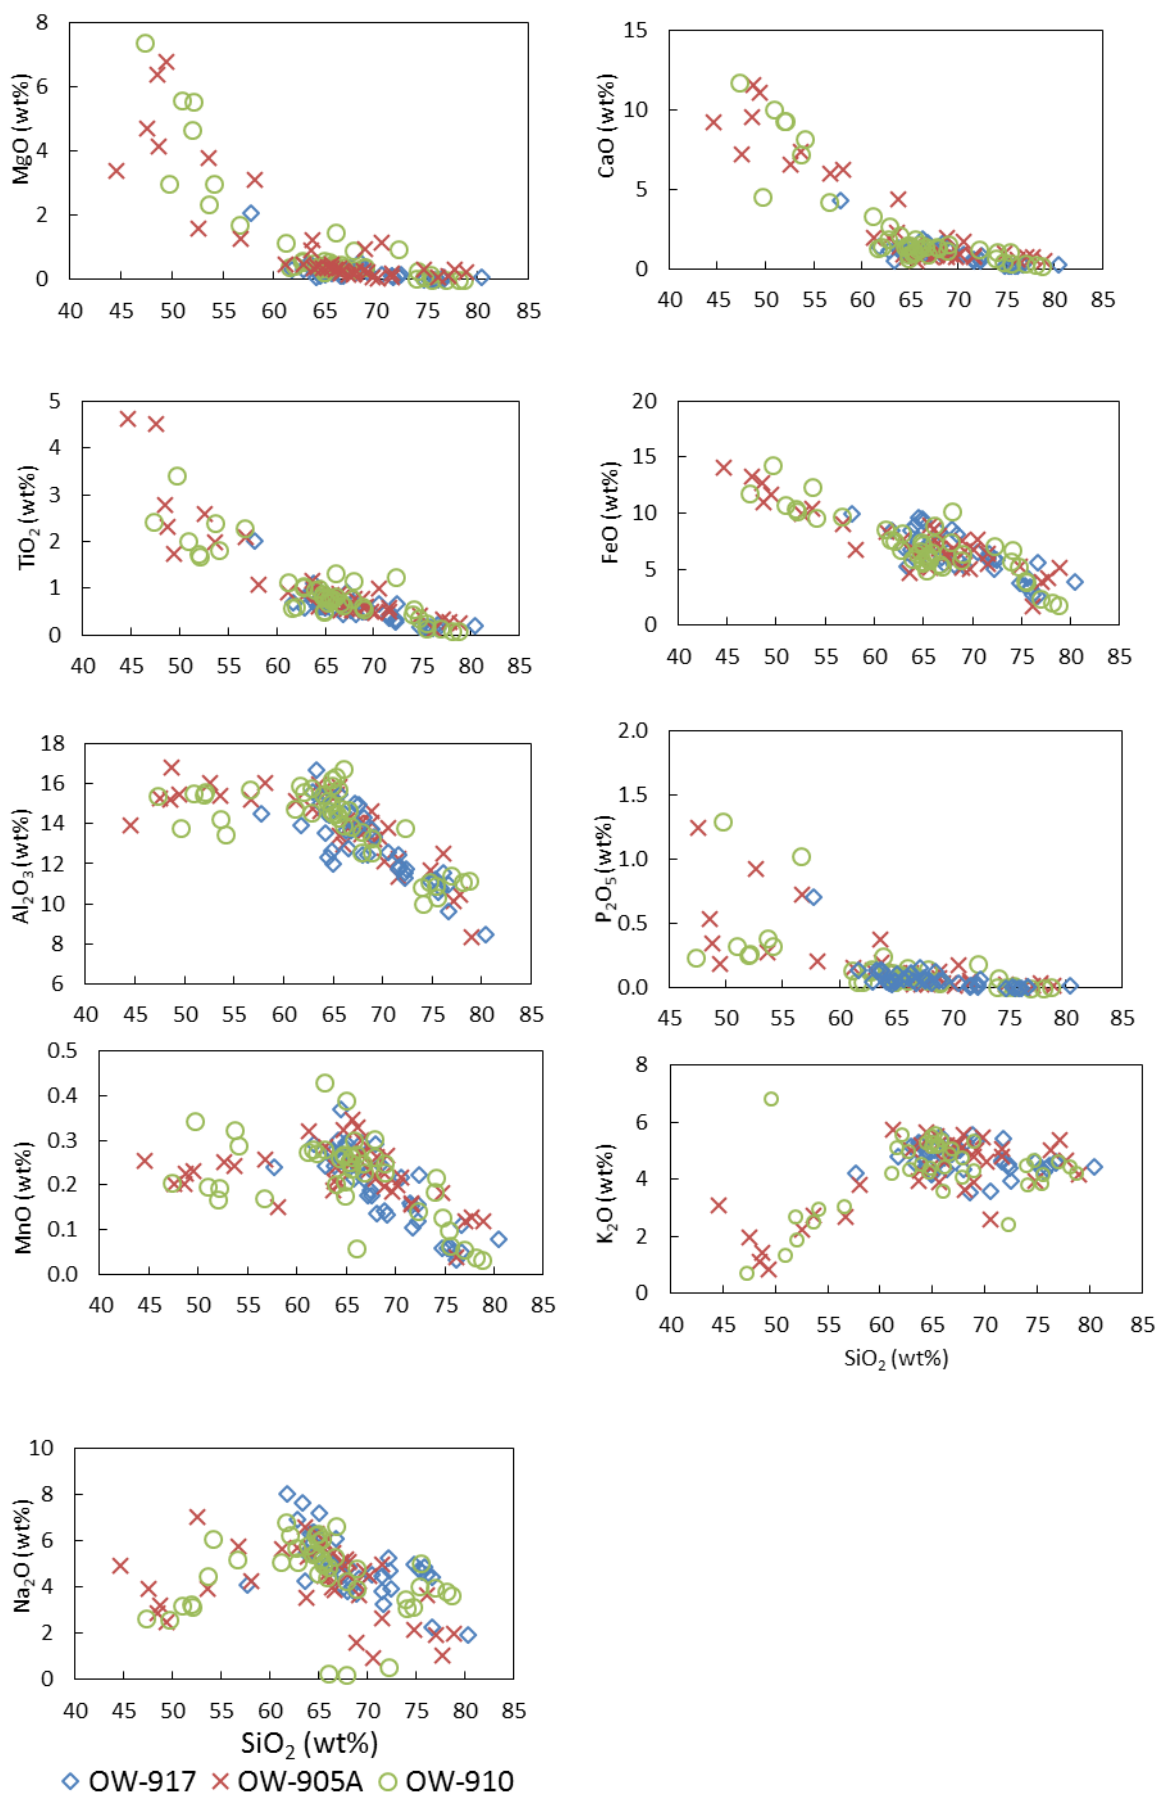 MgO (wt%)
8
6
4
2
0
40 45 50 55 60 65 70 75 80 85
CaO (wt%)
15
10
5
0
40 45 50 55 60 65 70 75 80 85
TiO₂ (wt%)
5
4
3
2
1
0
40 45 50 55 60 65 70 75 80 85
FeO (wt%)
20
15
10
5
0
40 45 50 55 60 65 70 75 80 85
Al₂O₃ (wt%)
18
16
14
12
10
8
6
40 45 50 55 60 65 70 75 80 85
P₂O₅ (wt%)
2.0
1.5
1.0
0.5
0.0
45 50 55 60 65 70 75 80 85
MnO (wt%)
0.5
0.4
0.3
0.2
0.1
0.0
40 45 50 55 60 65 70 75 80 85
K₂O (wt%)
8
6
4
2
0
40 45 50 55 60 65 70 75 80 85
SiO₂ (wt%)
Na₂O (wt%)
10
8
6
4
2
0
40 45 50 55 60 65 70 75 80 85
SiO₂ (wt%)
OW-917 OW-905A OW-910